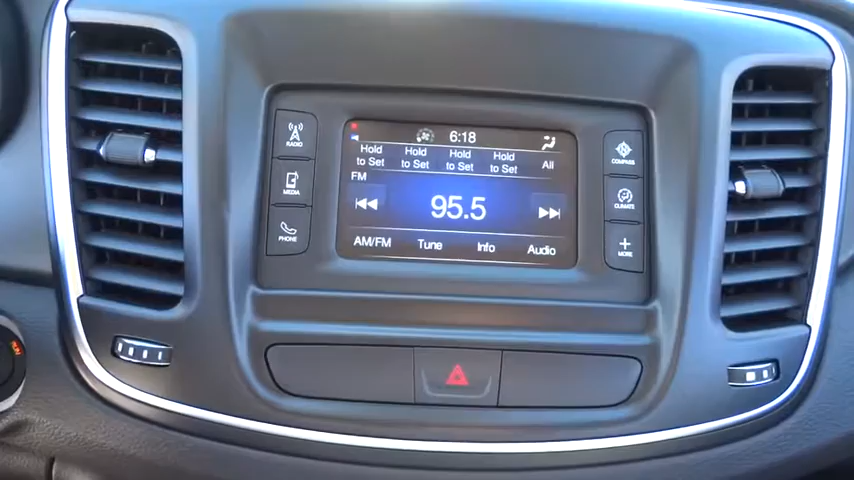 6:18
Hold to Set
Hold to Set
Hold to Set
Hold to Set
All
FM
95.5
AM/FM
Tune
Info
Audio
RADIO
MEDIA
PHONE
COMPASS
CLIMATE
MORE